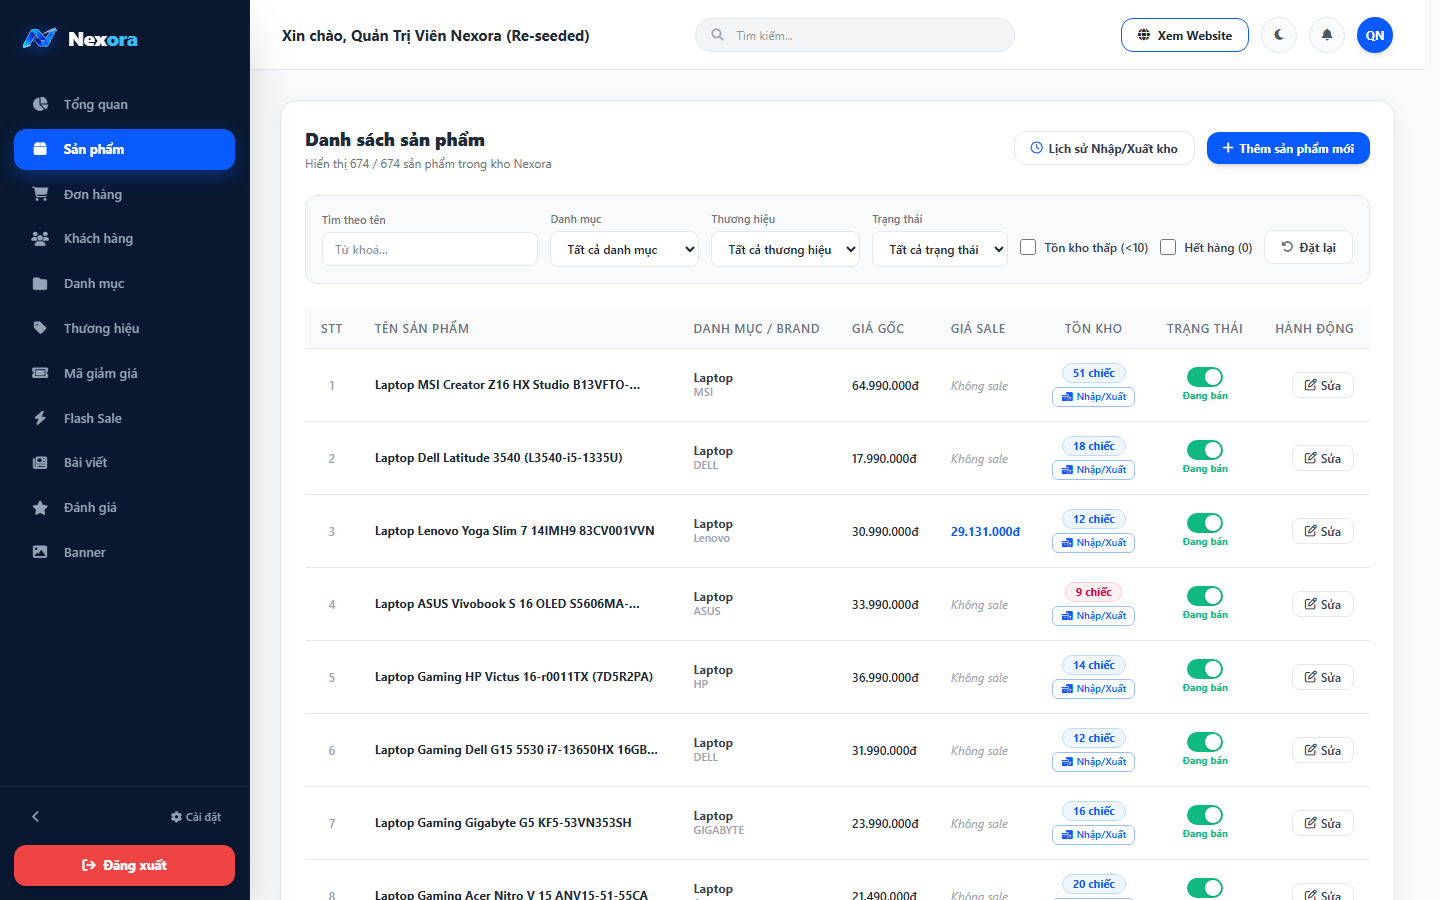 Nexora
Xin chào, Quản Trị Viên Nexora (Re-seeded)
Tìm kiếm...
Xem Website
QN
Tổng quan
Sản phẩm
Đơn hàng
Khách hàng
Danh mục
Thương hiệu
Mã giảm giá
Flash Sale
Bài viết
Đánh giá
Banner
Cài đặt
Đăng xuất
Danh sách sản phẩm
Hiển thị 674 / 674 sản phẩm trong kho Nexora
Lịch sử Nhập/Xuất kho
+ Thêm sản phẩm mới
Tìm theo tên
Từ khoá...
Danh mục
Tất cả danh mục
Thương hiệu
Tất cả thương hiệu
Trạng thái
Tất cả trạng thái
Tồn kho thấp (<10)
Hết hàng (0)
Đặt lại
STT TÊN SẢN PHẨM DANH MỤC / BRAND GIÁ GỐC GIÁ SALE TỒN KHO TRẠNG THÁI HÀNH ĐỘNG
1 Laptop MSI Creator Z16 HX Studio B13VFTO-... Laptop MSI 64.990.000đ Không sale 51 chiếc Nhập/Xuất Đang bán Sửa
2 Laptop Dell Latitude 3540 (L3540-i5-1335U) Laptop DELL 17.990.000đ Không sale 18 chiếc Nhập/Xuất Đang bán Sửa
3 Laptop Lenovo Yoga Slim 7 14IMH9 83CV001VVN Laptop Lenovo 30.990.000đ 29.131.000đ 12 chiếc Nhập/Xuất Đang bán Sửa
4 Laptop ASUS Vivobook S 16 OLED S5606MA-... Laptop ASUS 33.990.000đ Không sale 9 chiếc Nhập/Xuất Đang bán Sửa
5 Laptop Gaming HP Victus 16-r0011TX (7D5R2PA) Laptop HP 36.990.000đ Không sale 14 chiếc Nhập/Xuất Đang bán Sửa
6 Laptop Gaming Dell G15 5530 i7-13650HX 16GB... Laptop DELL 31.990.000đ Không sale 12 chiếc Nhập/Xuất Đang bán Sửa
7 Laptop Gaming Gigabyte G5 KF5-53VN353SH Laptop GIGABYTE 23.990.000đ Không sale 16 chiếc Nhập/Xuất Đang bán Sửa
8 Laptop Gaming Acer Nitro V 15 ANV15-51-55CA Laptop 21.490.000đ Không sale 20 chiếc Sửa